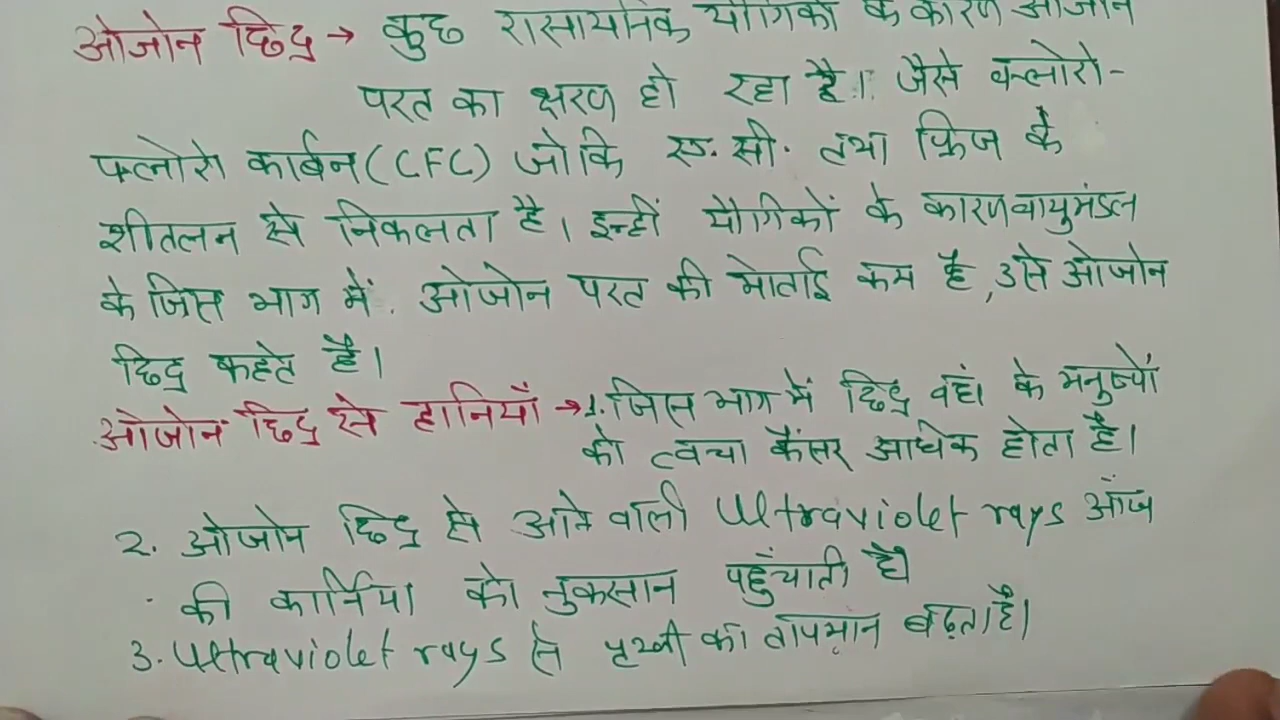 ओजोन छिद्र → कुछ रासायनिक यौगिकों के कारण ओजोन
परत का क्षरण हो रहा है। जैसे क्लोरो-
फ्लोरो कार्बन (CFC) जोकि ए.सी. तथा फ्रिज के
शीतलन से निकलता है। इन्हीं यौगिकों के कारण वायुमंडल
के जिस भाग में ओजोन परत की मोटाई कम है, उसे ओजोन
छिद्र कहते है।
ओजोन छिद्र से हानियाँ → 1. जिस भाग में छिद्र वहां के मनुष्यों
को त्वचा कैंसर अधिक होता है।
2. ओजोन छिद्र से आने वाली Ultraviolet rays आँख
की कार्निया को नुकसान पहुँचाती है।
3. Ultraviolet rays से पृथ्वी का तापमान बढ़ता है।